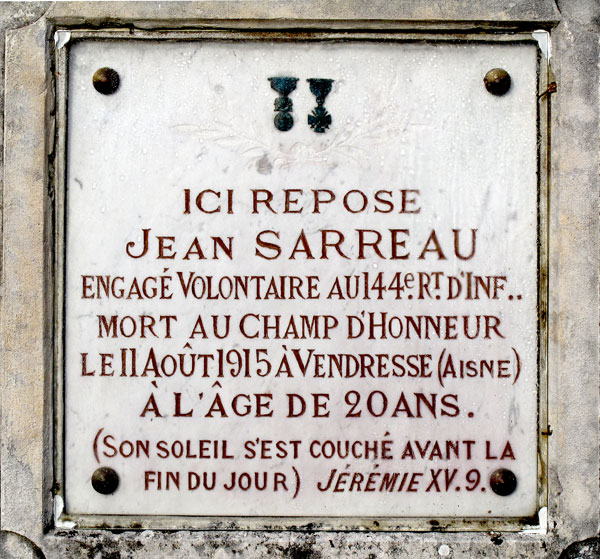 ICI REPOSE
JEAN SARREAU
ENGAGÉ VOLONTAIRE AU 144e. RT. D'INF..
MORT AU CHAMP D'HONNEUR
LE 11 AOÛT 1915 À VENDRESSE (AISNE)
À L'ÂGE DE 20 ANS.
(SON SOLEIL S'EST COUCHÉ AVANT LA
FIN DU JOUR) JÉRÉMIE XV. 9.